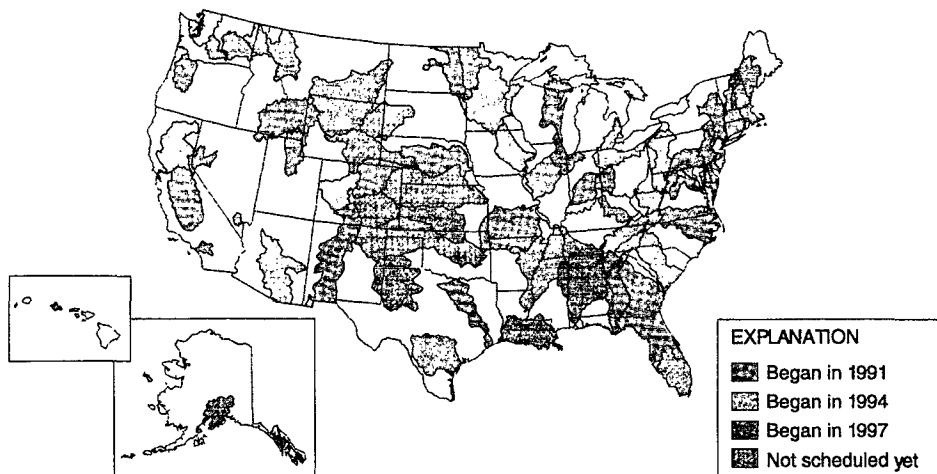 EXPLANATION
Began in 1991
Began in 1994
Began in 1997
Not scheduled yet